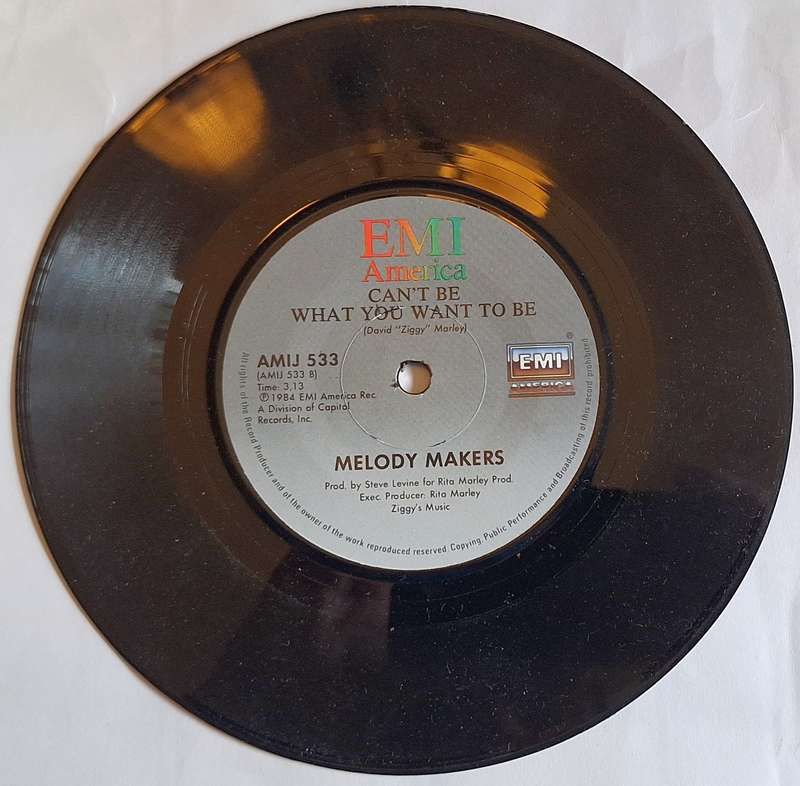 EMI
America
CAN'T BE
WHAT YOU WANT TO BE
(David "Ziggy" Marley)
AMIJ 533
(AMIJ 533 B)
Time: 3,13
℗ 1984 EMI America Rec.
A Division of Capitol
Records, Inc.
®
EMI
AMERICA
MELODY MAKERS
Prod. by Steve Levine for Rita Marley Prod.
Exec. Producer: Rita Marley
Ziggy's Music
All rights of the Record Producer and of the owner of the work reproduced reserved. Copying, Public Performance and Broadcasting of this record prohibited